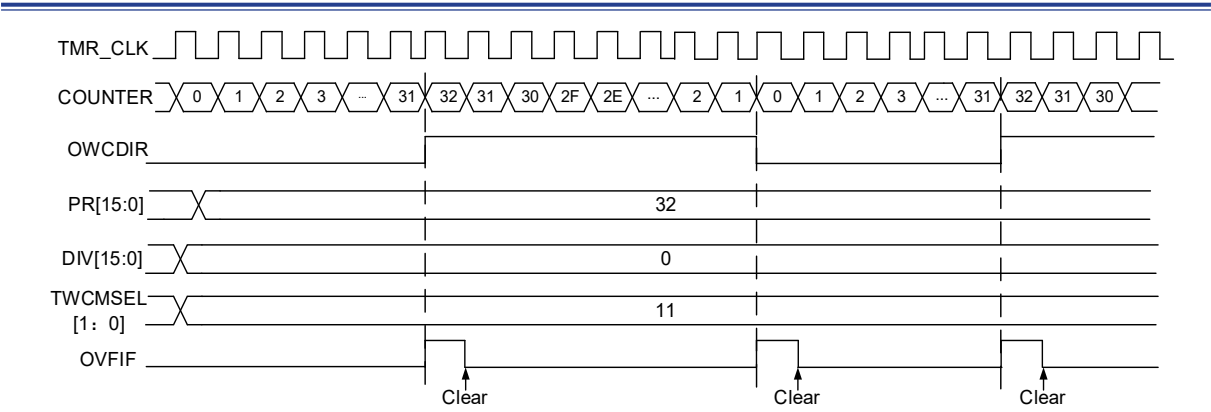 TMR_CLK
COUNTER 0 1 2 3 ... 31 32 31 30 2F 2E ... 2 1 0 1 2 3 ... 31 32 31 30
OWCDIR
PR[15:0] 32
DIV[15:0] 0
TWCMSEL
[1：0] 11
OVFIF
Clear Clear Clear